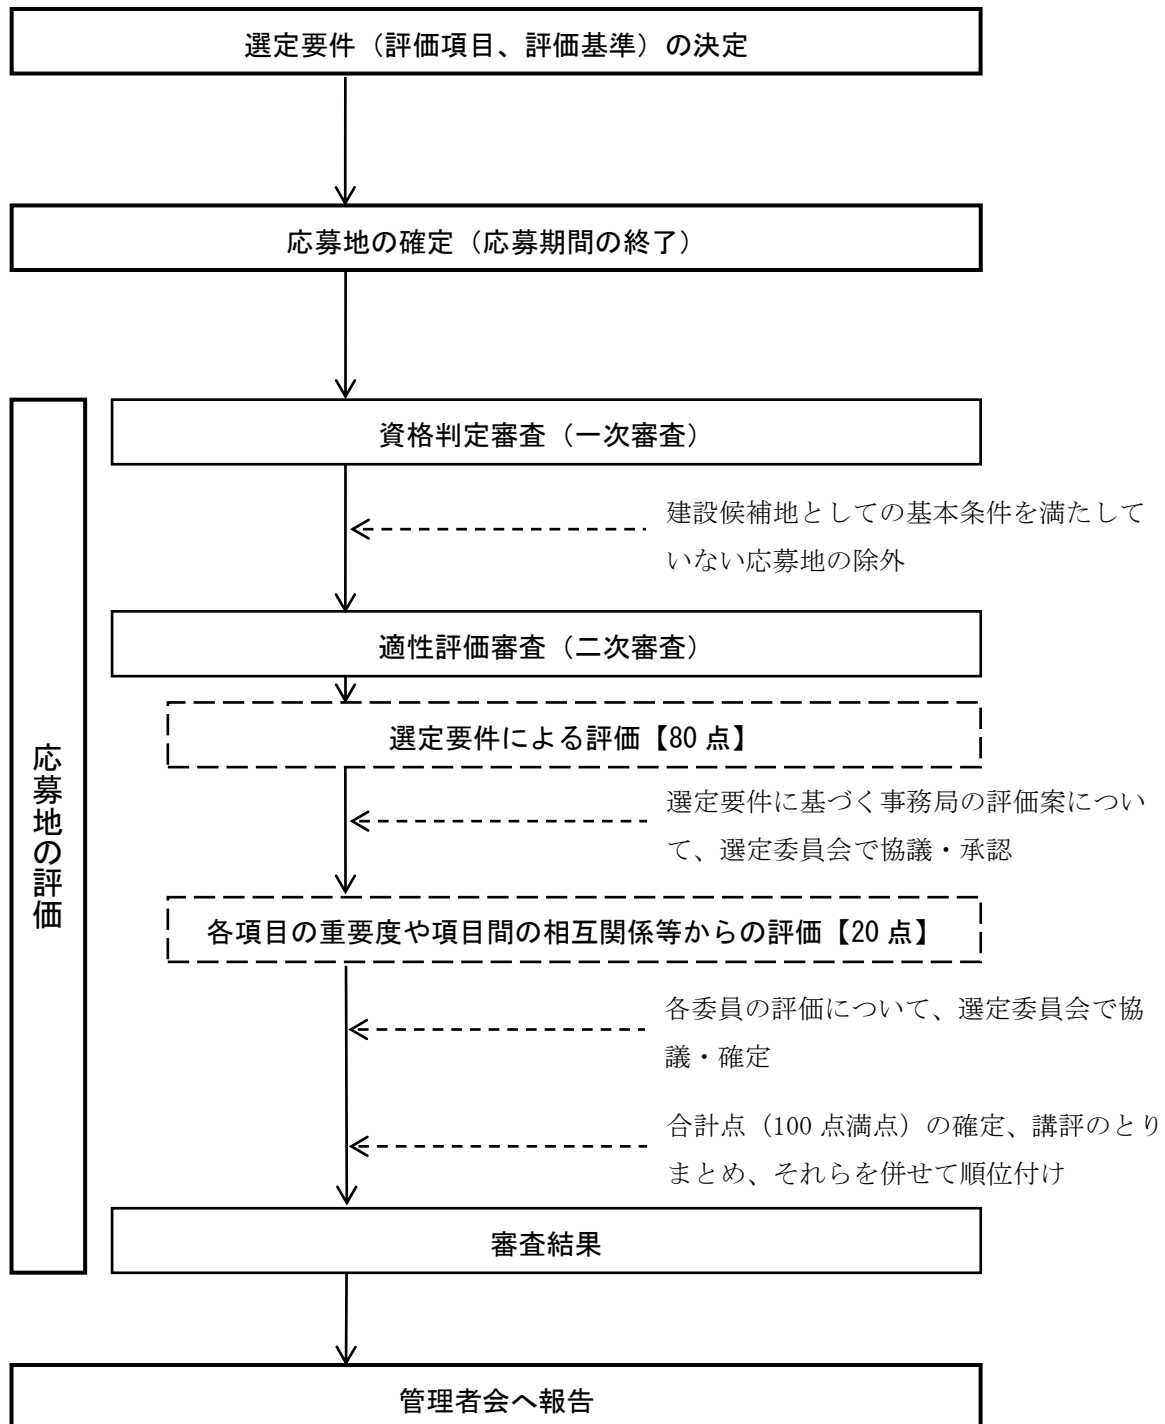 選定要件（評価項目、評価基準）の決定
応募地の確定（応募期間の終了）
応募地の評価
資格判定審査（一次審査）
建設候補地としての基本条件を満たして
いない応募地の除外
適性評価審査（二次審査）
選定要件による評価【80 点】
選定要件に基づく事務局の評価案につい
て、選定委員会で協議・承認
各項目の重要度や項目間の相互関係等からの評価【20 点】
各委員の評価について、選定委員会で協
議・確定
合計点（100 点満点）の確定、講評のとり
まとめ、それらを併せて順位付け
審査結果
管理者会へ報告